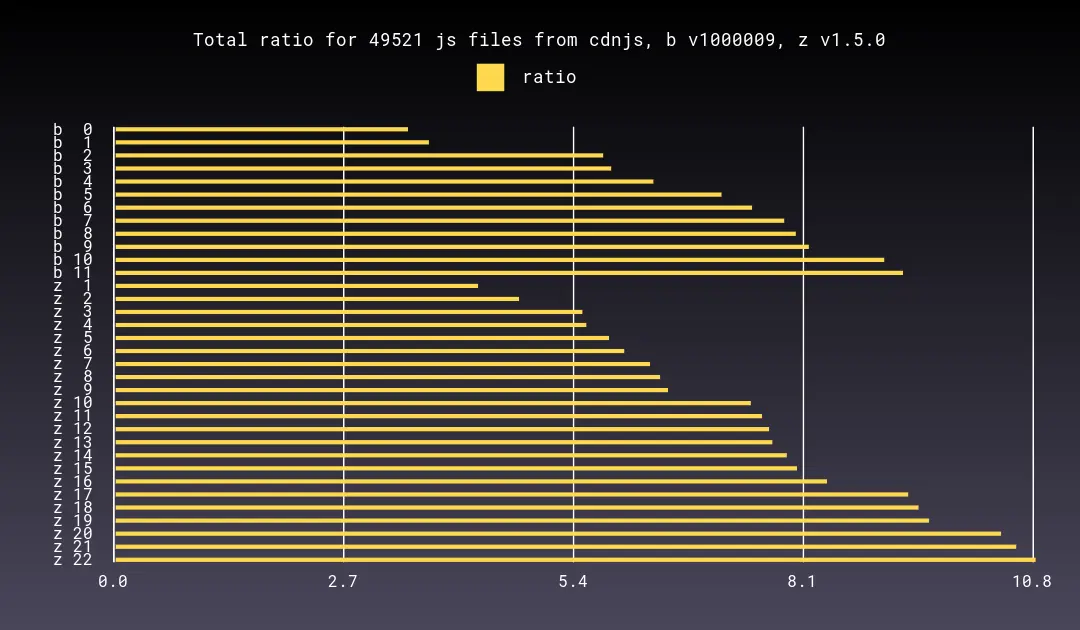 Total ratio for 49521 js files from cdnjs, b v1000009, z v1.5.0
ratio
b 0
b 1
b 2
b 3
b 4
b 5
b 6
b 7
b 8
b 9
b 10
b 11
z 1
z 2
z 3
z 4
z 5
z 6
z 7
z 8
z 9
z 10
z 11
z 12
z 13
z 14
z 15
z 16
z 17
z 18
z 19
z 20
z 21
z 22
0.0 2.7 5.4 8.1 10.8